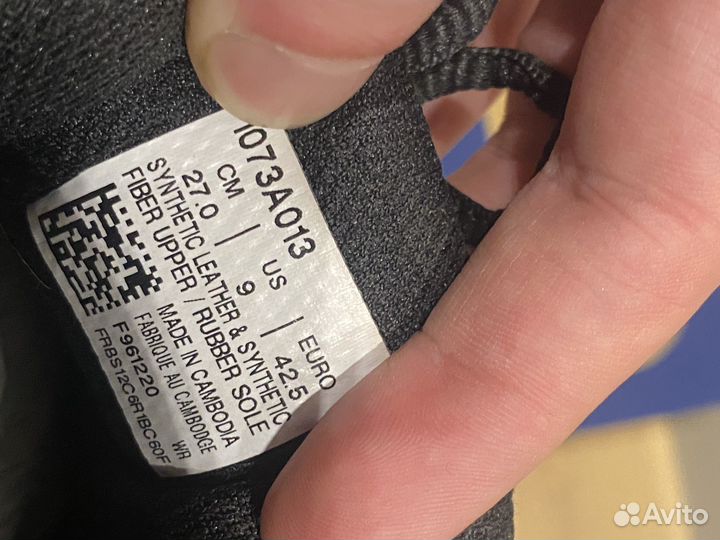 1073A013
CM | US | EURO
27.0 | 9 | 42.5
SYNTHETIC LEATHER & SYNTHETIC
FIBER UPPER / RUBBER SOLE
MADE IN CAMBODIA
FABRIQUE AU CAMBODGE
F961220 WR
FRBS12C6R1BC60F
Avito